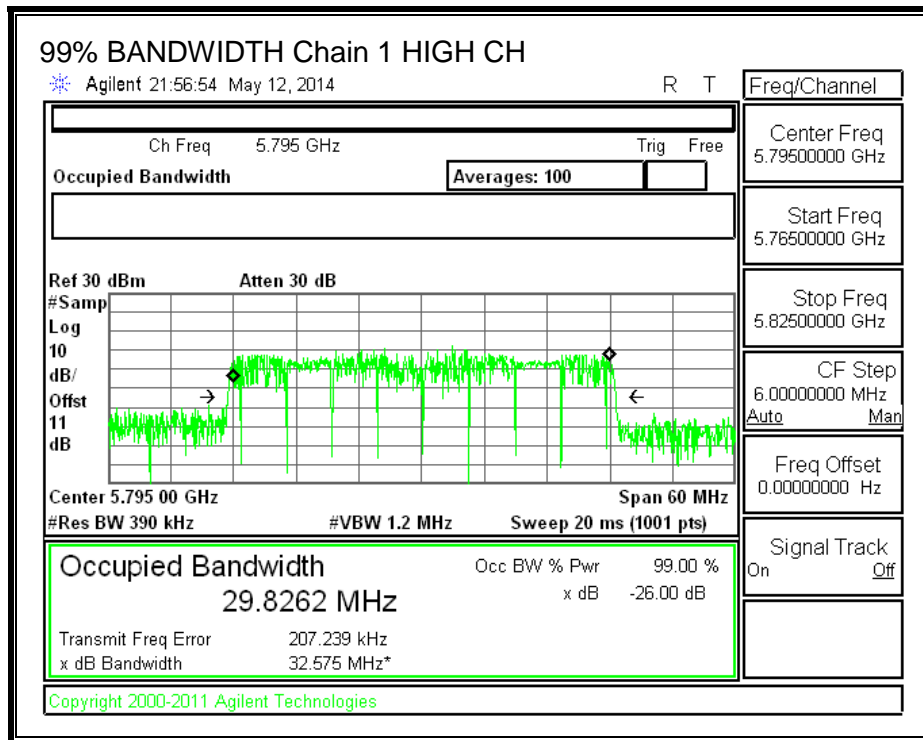 99% BANDWIDTH Chain 1 HIGH CH
Agilent 21:56:54 May 12, 2014 R T
Freq/Channel
Ch Freq 5.795 GHz Trig Free
Occupied Bandwidth Averages: 100
Center Freq
5.79500000 GHz
Start Freq
5.76500000 GHz
Stop Freq
5.82500000 GHz
CF Step
6.00000000 MHz
Auto Man
Freq Offset
0.00000000 Hz
Signal Track
On Off
Ref 30 dBm Atten 30 dB
#Samp
Log
10
dB/
Offst
11
dB
Center 5.795 00 GHz Span 60 MHz
#Res BW 390 kHz #VBW 1.2 MHz Sweep 20 ms (1001 pts)
Occupied Bandwidth Occ BW % Pwr 99.00 %
29.8262 MHz x dB -26.00 dB
Transmit Freq Error 207.239 kHz
x dB Bandwidth 32.575 MHz*
Copyright 2000-2011 Agilent Technologies